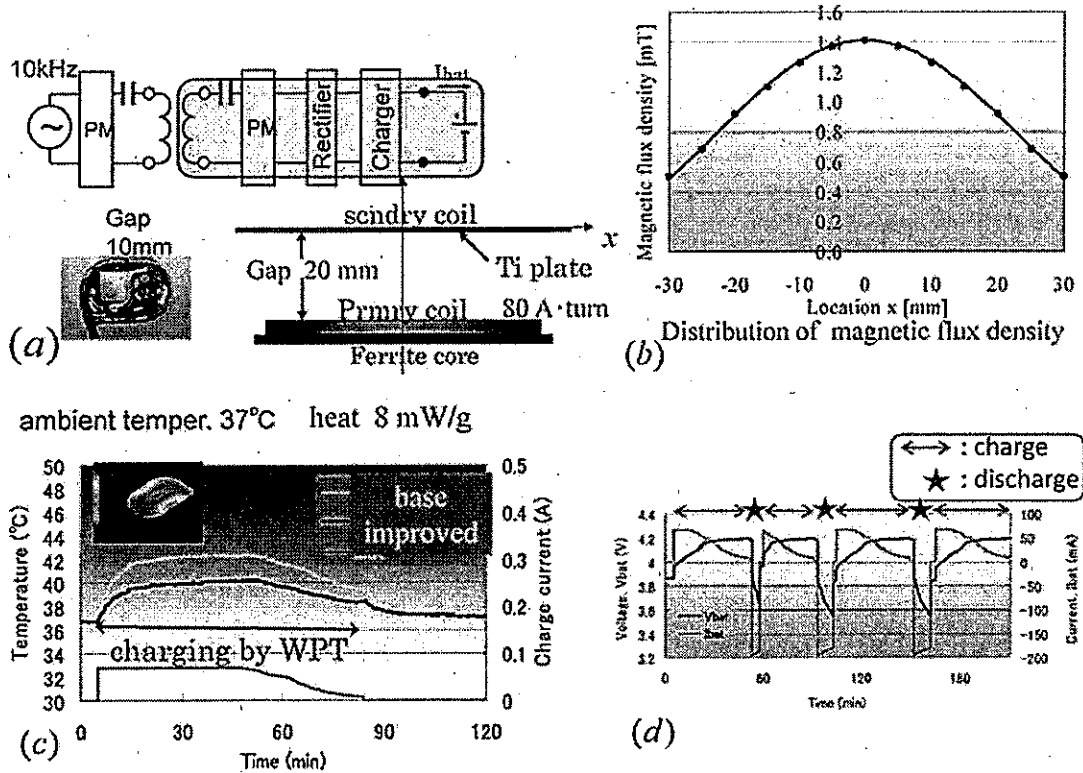 10kHz
PM
PM
Rectifier
Charger
Ibat
Gap
10mm
scndry coil
x
Gap 20 mm
Ti plate
Prmry coil
80 A·turn
Ferrite core
(a)
Magnetic flux density [mT]
1.6
1.4
1.2
1.0
0.8
0.6
0.4
0.2
0.0
-30 -20 -10 0 10 20 30
Location x [mm]
Distribution of magnetic flux density
(b)
ambient temper. 37°C heat 8 mW/g
Temperature (°C)
50
48
46
44
42
40
38
36
34
32
30
base
improved
charging by WPT
0.5
0.4
0.3
0.2
0.1
0
Charge current (A)
0 30 60 90 120
Time (min)
(c)
: charge
: discharge
Voltage, Vbat (V)
4.4
4.2
4
3.8
3.6
3.4
3.2
Vbat
Ibat
100
50
0
-50
-100
-150
-200
Current, Ibat (mA)
0 60
Time (min)
(d)